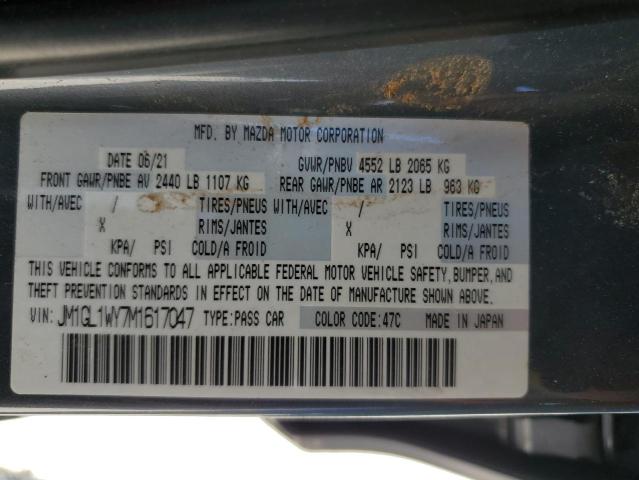 MFD. BY MAZDA MOTOR CORPORATION
DATE 06/21 GVWR/PNBV 4552 LB 2065 KG
FRONT GAWR/PNBE AV 2440 LB 1107 KG REAR GAWR/PNBE AR 2123 LB 963 KG
WITH/AVEC / TIRES/PNEUS WITH/AVEC / TIRES/PNEUS
X RIMS/JANTES X RIMS/JANTES
KPA/ PSI COLD/A FROID KPA/ PSI COLD/A FROID
THIS VEHICLE CONFORMS TO ALL APPLICABLE FEDERAL MOTOR VEHICLE SAFETY, BUMPER, AND
THEFT PREVENTION STANDARDS IN EFFECT ON THE DATE OF MANUFACTURE SHOWN ABOVE.
VIN: JM1GL1WY7M1617047 TYPE: PASS CAR COLOR CODE: 47C MADE IN JAPAN